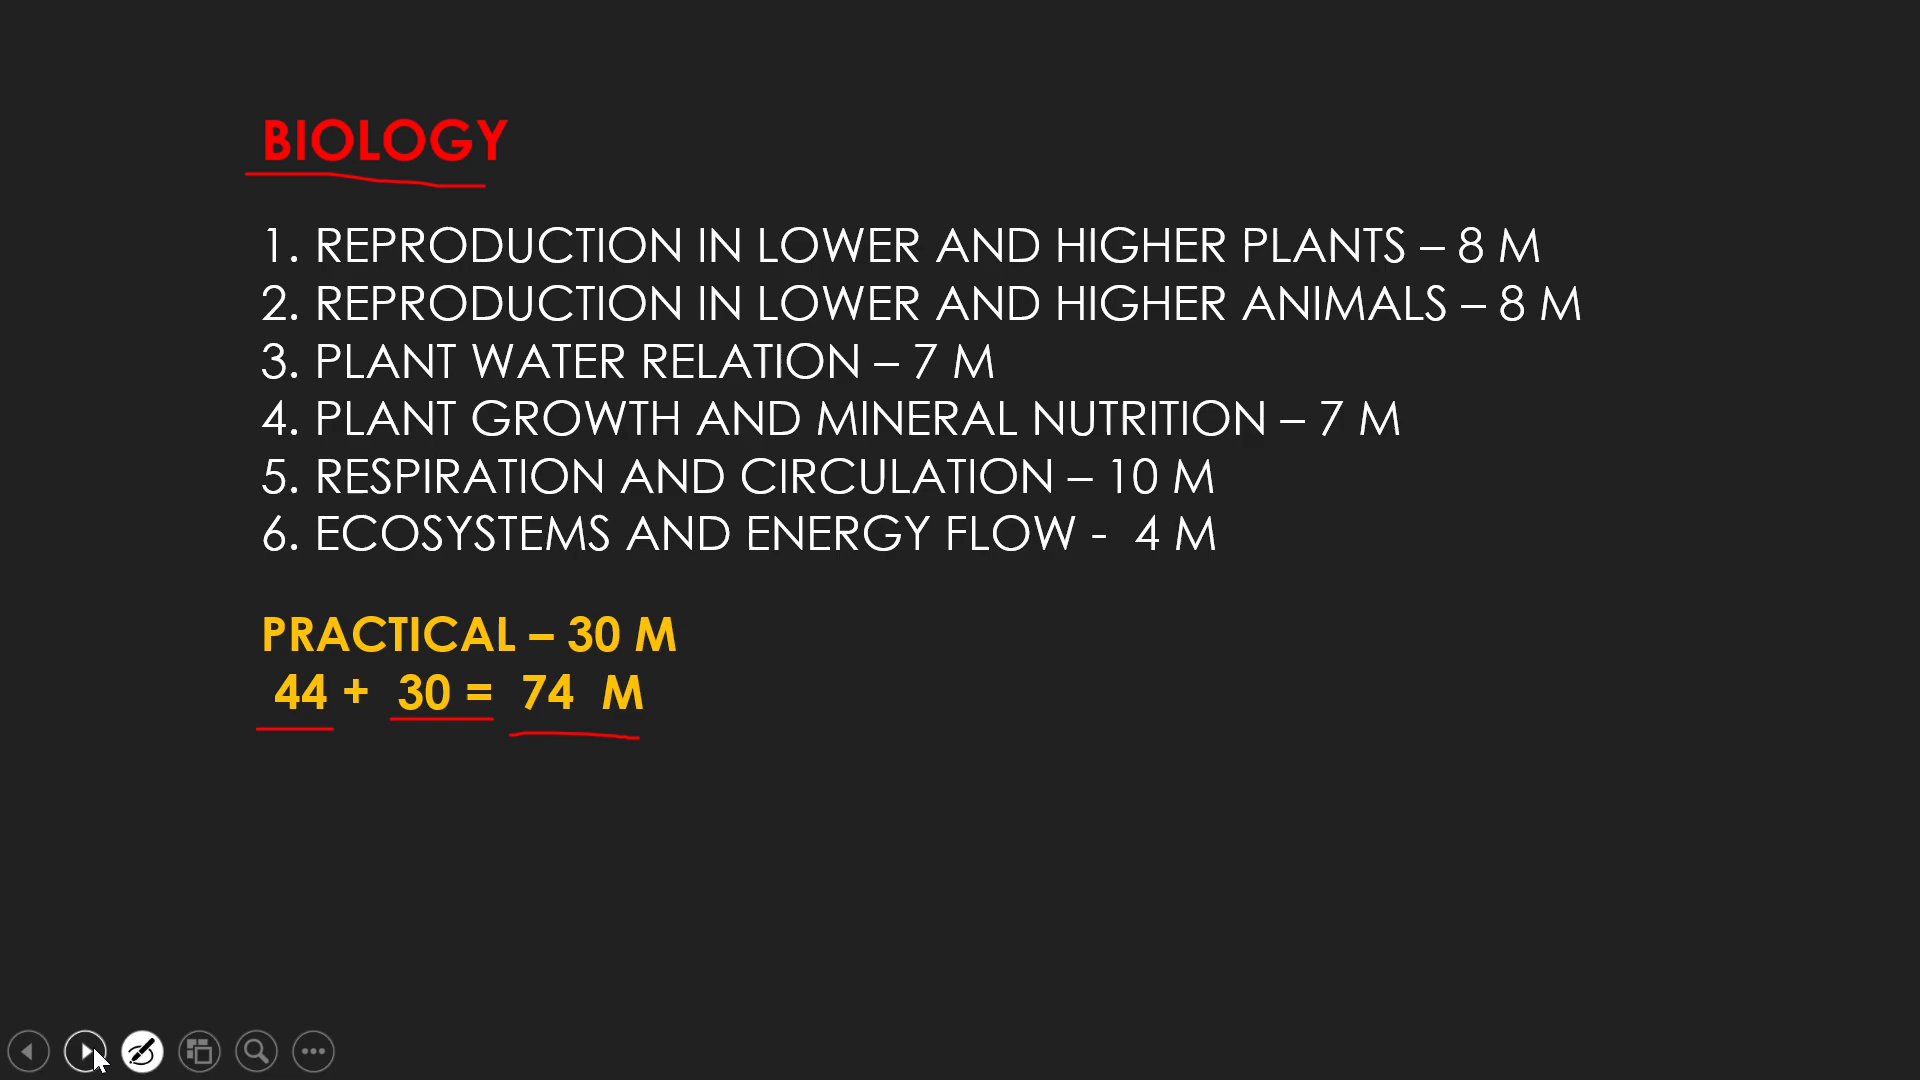 BIOLOGY
1. REPRODUCTION IN LOWER AND HIGHER PLANTS – 8 M
2. REPRODUCTION IN LOWER AND HIGHER ANIMALS – 8 M
3. PLANT WATER RELATION – 7 M
4. PLANT GROWTH AND MINERAL NUTRITION – 7 M
5. RESPIRATION AND CIRCULATION – 10 M
6. ECOSYSTEMS AND ENERGY FLOW - 4 M
PRACTICAL – 30 M
44 + 30 = 74 M